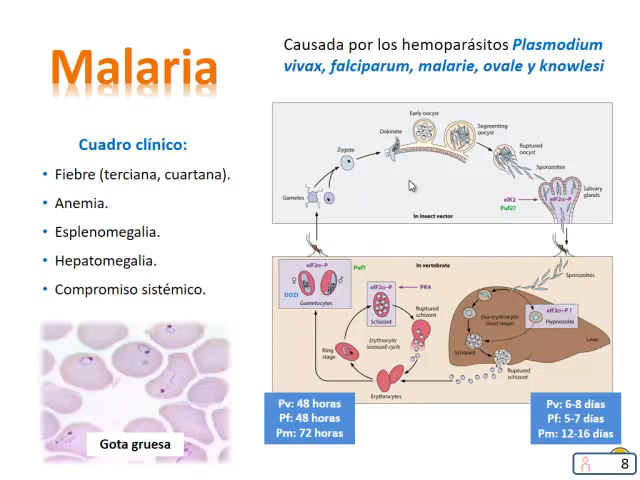 Malaria
Causada por los hemoparásitos Plasmodium
vivax, falciparum, malarie, ovale y knowlesi
Cuadro clínico:
• Fiebre (terciana, cuartana).
• Anemia.
• Esplenomegalia.
• Hepatomegalia.
• Compromiso sistémico.
Gota gruesa
Early oocyst
Segmenting
oocyst
Ookinete
Ruptured
oocyst
Zygote
Sporozoites
Gametes
eIK2
Puf2?
eIF2α~P
Salivary
glands
In insect vector
In vertebrate
eIF2α~P
Puf?
DOZI
Gametocytes
eIF2α~P
PK4
Schizont
Ruptured
schizont
Erythrocytic
(asexual) cycle
Ring
stage
Erythrocytes
Sporozoites
Exo-erythrocytic
(liver) stages
eIF2α~P ?
Hypnozoite
Schizont
Liver
Ruptured
schizont
Pv: 48 horas
Pf: 48 horas
Pm: 72 horas
Pv: 6-8 días
Pf: 5-7 días
Pm: 12-16 días
8